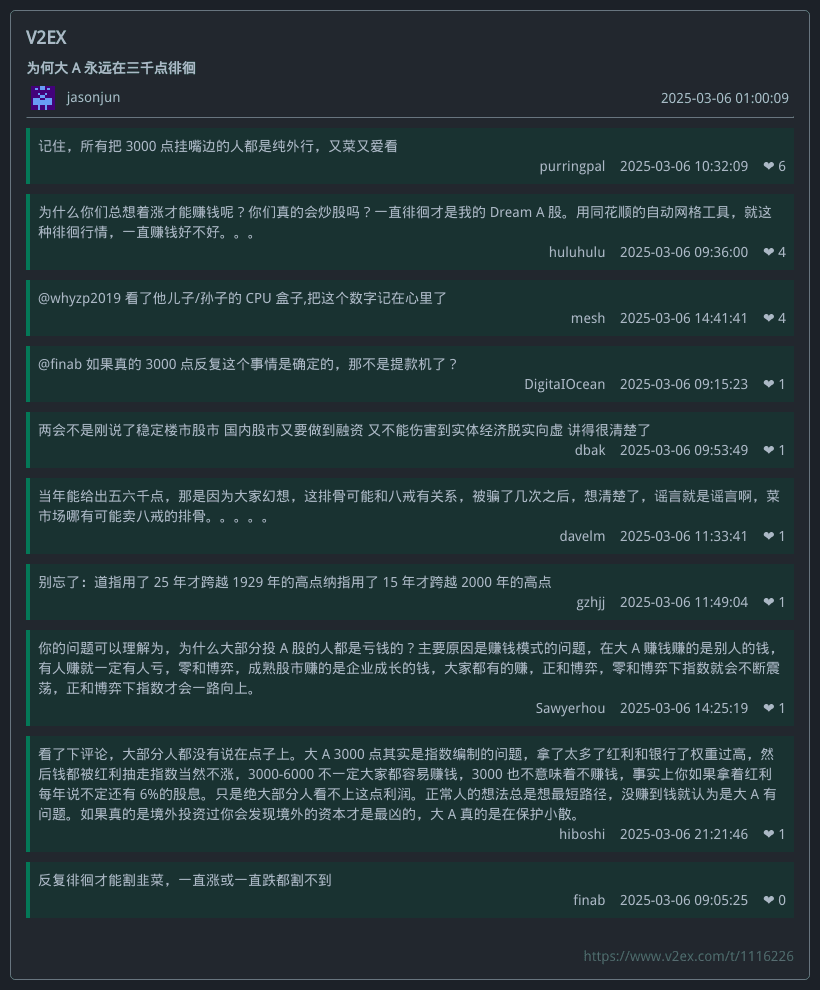 V2EX
为何大 A 永远在三千点徘徊
jasonjun 2025-03-06 01:00:09
记住，所有把 3000 点挂嘴边的人都是纯外行，又菜又爱看
purringpal 2025-03-06 10:32:09 ❤ 6
为什么你们总想着涨才能赚钱呢？你们真的会炒股吗？一直徘徊才是我的 Dream A 股。用同花顺的自动网格工具，就这
种徘徊行情，一直赚钱好不好。。。
huluhulu 2025-03-06 09:36:00 ❤ 4
@whyzp2019 看了他儿子/孙子的 CPU 盒子,把这个数字记在心里了
mesh 2025-03-06 14:41:41 ❤ 4
@finab 如果真的 3000 点反复这个事情是确定的，那不是提款机了？
DigitaIOcean 2025-03-06 09:15:23 ❤ 1
两会不是刚说了稳定楼市股市 国内股市又要做到融资 又不能伤害到实体经济脱实向虚 讲得很清楚了
dbak 2025-03-06 09:53:49 ❤ 1
当年能给出五六千点，那是因为大家幻想，这排骨可能和八戒有关系，被骗了几次之后，想清楚了，谣言就是谣言啊，菜
市场哪有可能卖八戒的排骨。。。。。
davelm 2025-03-06 11:33:41 ❤ 1
别忘了：道指用了 25 年才跨越 1929 年的高点纳指用了 15 年才跨越 2000 年的高点
gzhjj 2025-03-06 11:49:04 ❤ 1
你的问题可以理解为，为什么大部分投 A 股的人都是亏钱的？主要原因是赚钱模式的问题，在大 A 赚钱赚的是别人的钱，
有人赚就一定有人亏，零和博弈，成熟股市赚的是企业成长的钱，大家都有的赚，正和博弈，零和博弈下指数就会不断震
荡，正和博弈下指数才会一路向上。
Sawyerhou 2025-03-06 14:25:19 ❤ 1
看了下评论，大部分人都没有说在点子上。大 A 3000 点其实是指数编制的问题，拿了太多了红利和银行了权重过高，然
后钱都被红利抽走指数当然不涨，3000-6000 不一定大家都容易赚钱，3000 也不意味着不赚钱，事实上你如果拿着红利
每年说不定还有 6%的股息。只是绝大部分人看不上这点利润。正常人的想法总是想最短路径，没赚到钱就认为是大 A 有
问题。如果真的是境外投资过你会发现境外的资本才是最凶的，大 A 真的是在保护小散。
hiboshi 2025-03-06 21:21:46 ❤ 1
反复徘徊才能割韭菜，一直涨或一直跌都割不到
finab 2025-03-06 09:05:25 ❤ 0
https://www.v2ex.com/t/1116226